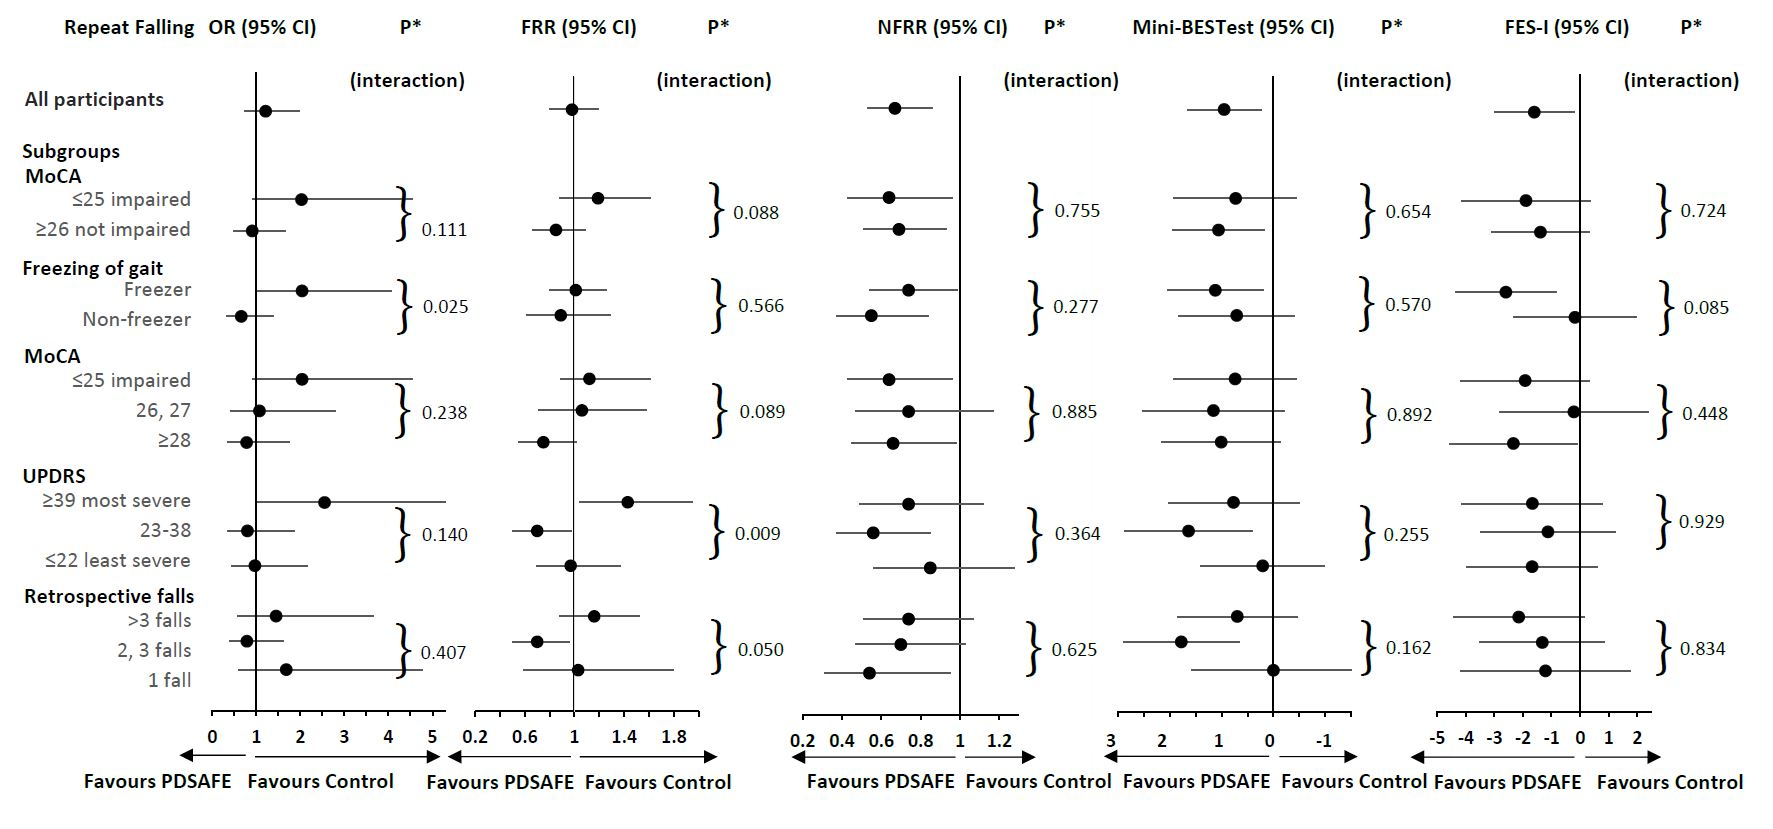 Repeat Falling OR (95% CI) P* FRR (95% CI) P* NFRR (95% CI) P* Mini-BESTest (95% CI) P* FES-I (95% CI) P*
(interaction) (interaction) (interaction) (interaction) (interaction)
All participants
Subgroups
MoCA
≤25 impaired
≥26 not impaired
0.111 0.088 0.755 0.654 0.724
Freezing of gait
Freezer
Non-freezer
0.025 0.566 0.277 0.570 0.085
MoCA
≤25 impaired
26, 27
0.238 0.089 0.885 0.892 0.448
≥28
UPDRS
≥39 most severe
23-38
0.140 0.009 0.364 0.255 0.929
≤22 least severe
Retrospective falls
>3 falls
2, 3 falls
0.407 0.050 0.625 0.162 0.834
1 fall
0 1 2 3 4 5 0.2 0.6 1 1.4 1.8 0.2 0.4 0.6 0.8 1 1.2 3 2 1 0 -1 -5 -4 -3 -2 -1 0 1 2
Favours PDSAFE Favours Control Favours PDSAFE Favours Control Favours PDSAFE Favours Control Favours PDSAFE Favours Control Favours PDSAFE Favours Control